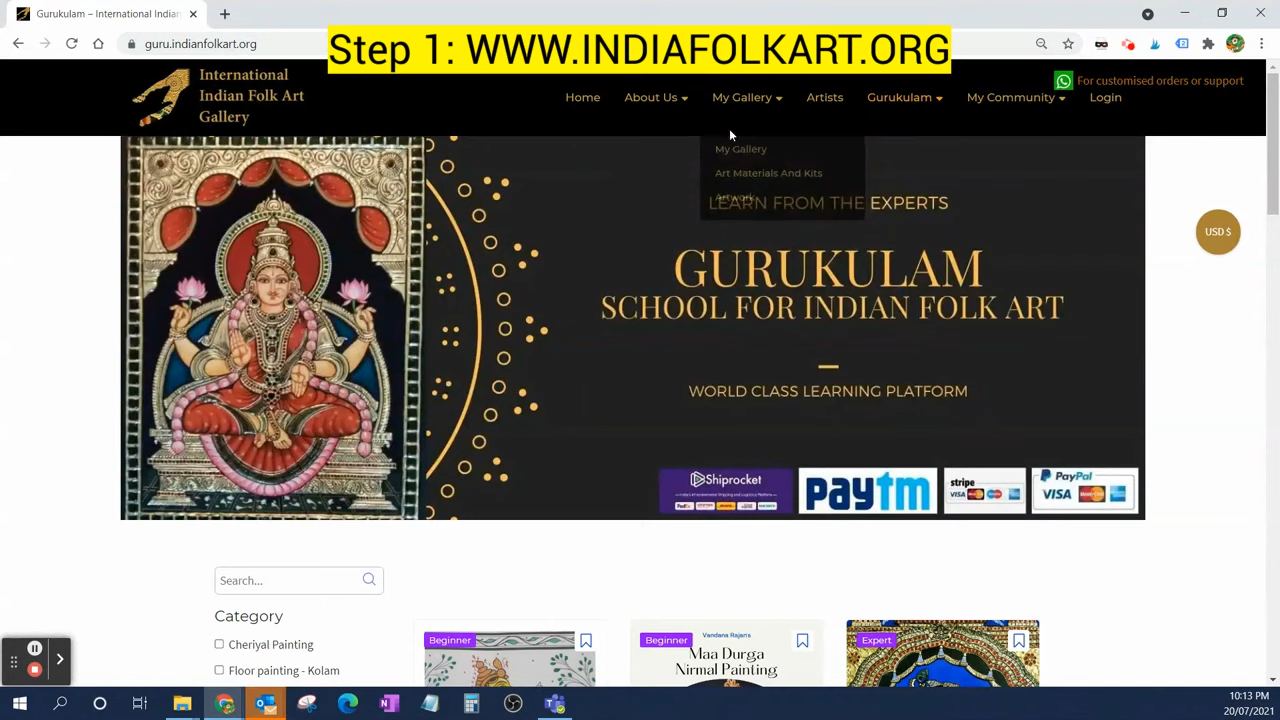 Gurukulam – International Indian
guru.indianfolkart.org
Step 1: WWW.INDIAFOLKART.ORG
International
Indian Folk Art
Gallery
For customised orders or support
Home
About Us
My Gallery
Artists
Gurukulam
My Community
Login
My Gallery
Art Materials And Kits
Artwork
LEARN FROM THE EXPERTS
USD $
GURUKULAM
SCHOOL FOR INDIAN FOLK ART
WORLD CLASS LEARNING PLATFORM
Shiprocket
paytm
stripe
VISA
PayPal
VISA
Search...
Category
Cheriyal Painting
Floor painting - Kolam
Beginner
Beginner
Vandana Rajan's
Maa Durga
Nirmal Painting
Expert
10:13 PM
20/07/2021